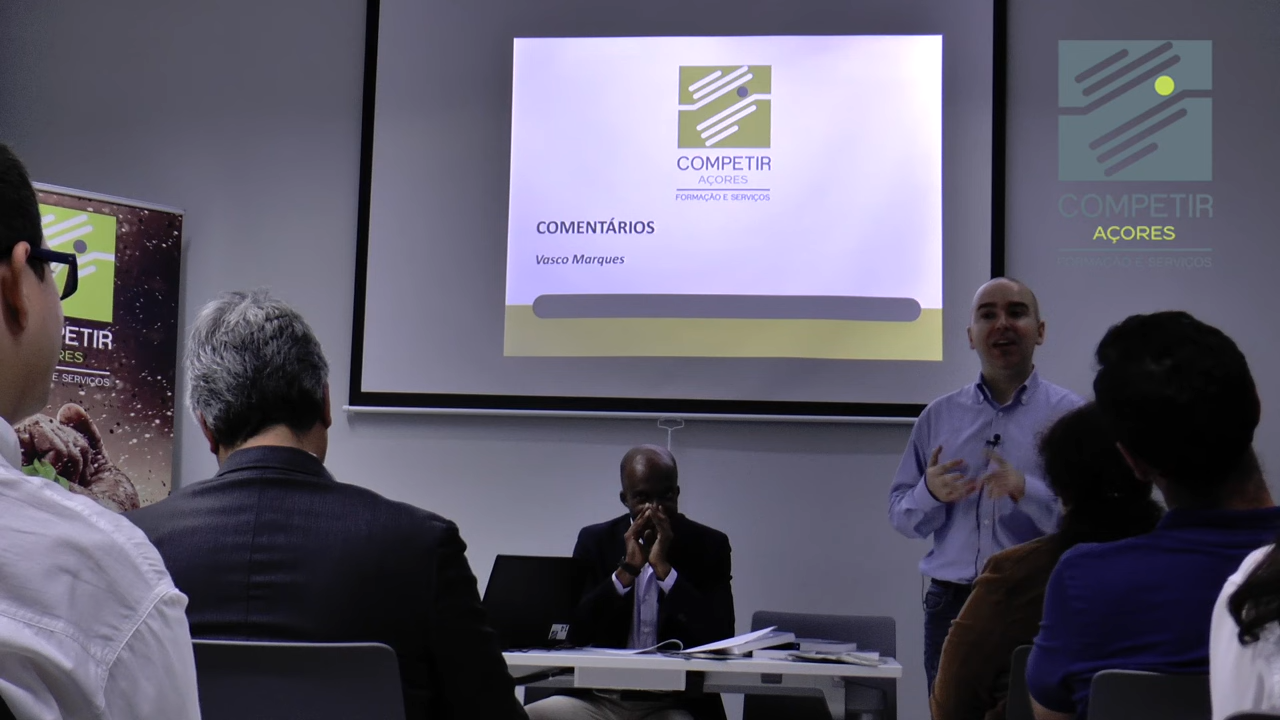 COMPETIR
AÇORES
FORMAÇÃO E SERVIÇOS
COMENTÁRIOS
Vasco Marques
COMPETIR
AÇORES
FORMAÇÃO E SERVIÇOS
PETIR
RES
E SERVIÇOS